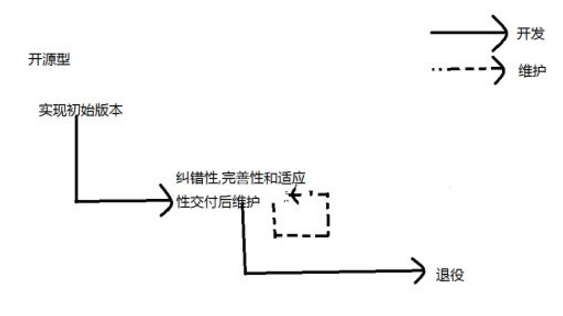 开发
开源型
维护
实现初始版本
纠错性,完善性和适应
性交付后维护
退役